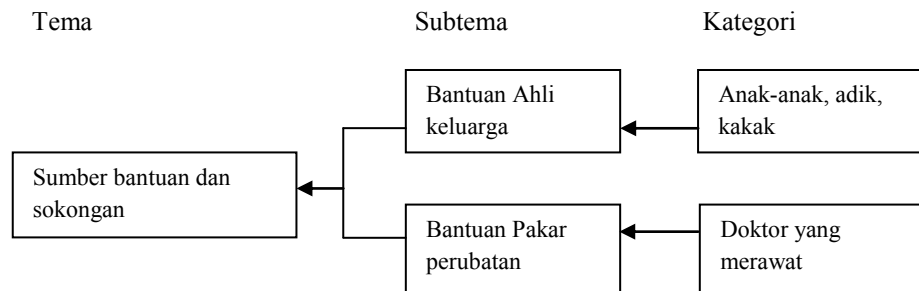 Tema Subtema Kategori
Bantuan Ahli
keluarga
Anak-anak, adik,
kakak
Sumber bantuan dan
sokongan
Bantuan Pakar
perubatan
Doktor yang
merawat